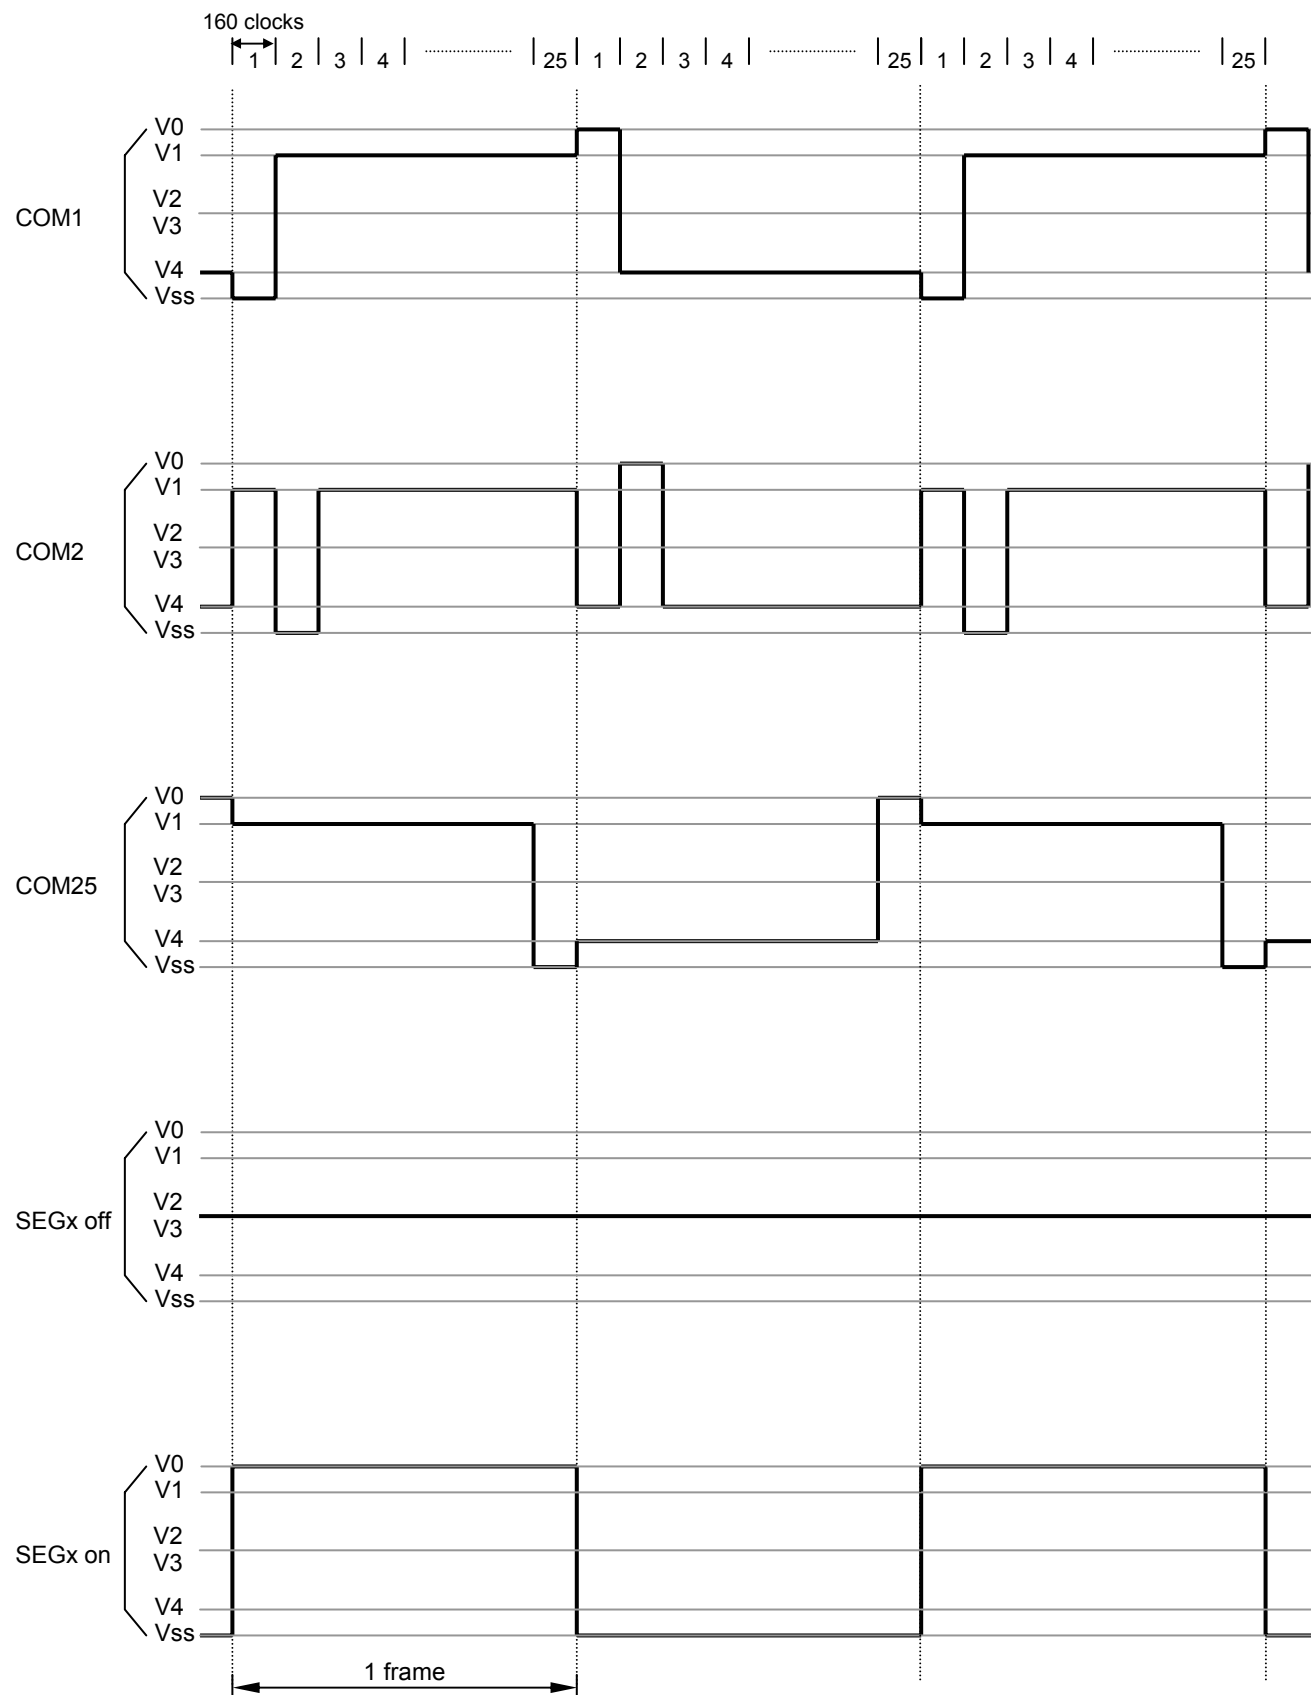 160 clocks
1 2 3 4 ........................ 25 1 2 3 4 ........................ 25 1 2 3 4 ........................ 25
V0
V1
V2
COM1
V3
V4
Vss
V0
V1
V2
COM2
V3
V4
Vss
V0
V1
V2
COM25
V3
V4
Vss
V0
V1
V2
SEGx off
V3
V4
Vss
V0
V1
V2
SEGx on
V3
V4
Vss
1 frame